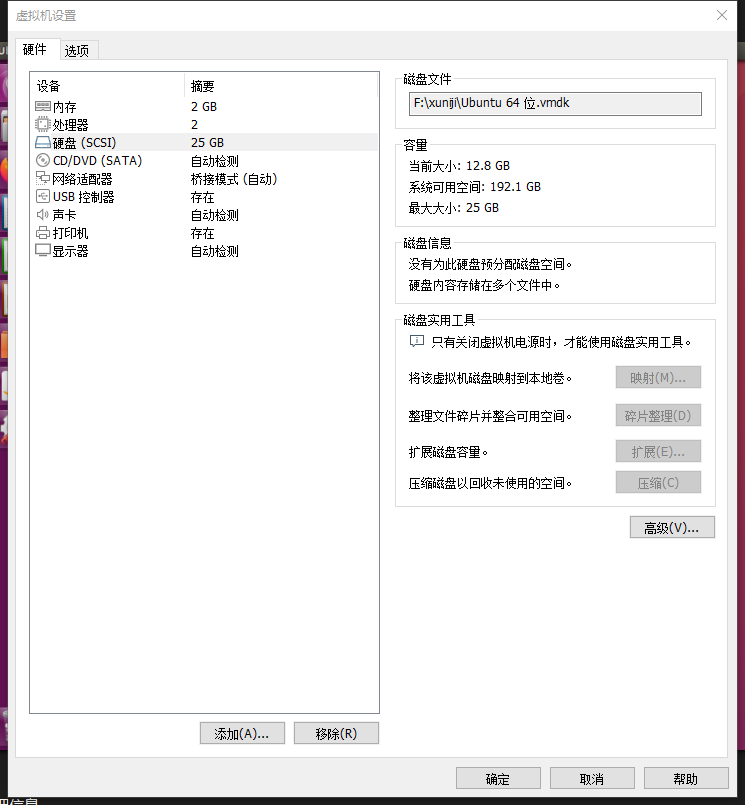 虚拟机设置
硬件 选项
设备 摘要
内存 2 GB
处理器 2
硬盘 (SCSI) 25 GB
CD/DVD (SATA) 自动检测
网络适配器 桥接模式 (自动)
USB 控制器 存在
声卡 自动检测
打印机 存在
显示器 自动检测
添加(A)... 移除(R)
磁盘文件
F:\xuniji\Ubuntu 64 位.vmdk
容量
当前大小: 12.8 GB
系统可用空间: 192.1 GB
最大大小: 25 GB
磁盘信息
没有为此硬盘预分配磁盘空间。
硬盘内容存储在多个文件中。
磁盘实用工具
只有关闭虚拟机电源时，才能使用磁盘实用工具。
将该虚拟机磁盘映射到本地卷。 映射(M)...
整理文件碎片并整合可用空间。 碎片整理(D)
扩展磁盘容量。 扩展(E)...
压缩磁盘以回收未使用的空间。 压缩(C)
高级(V)...
确定 取消 帮助